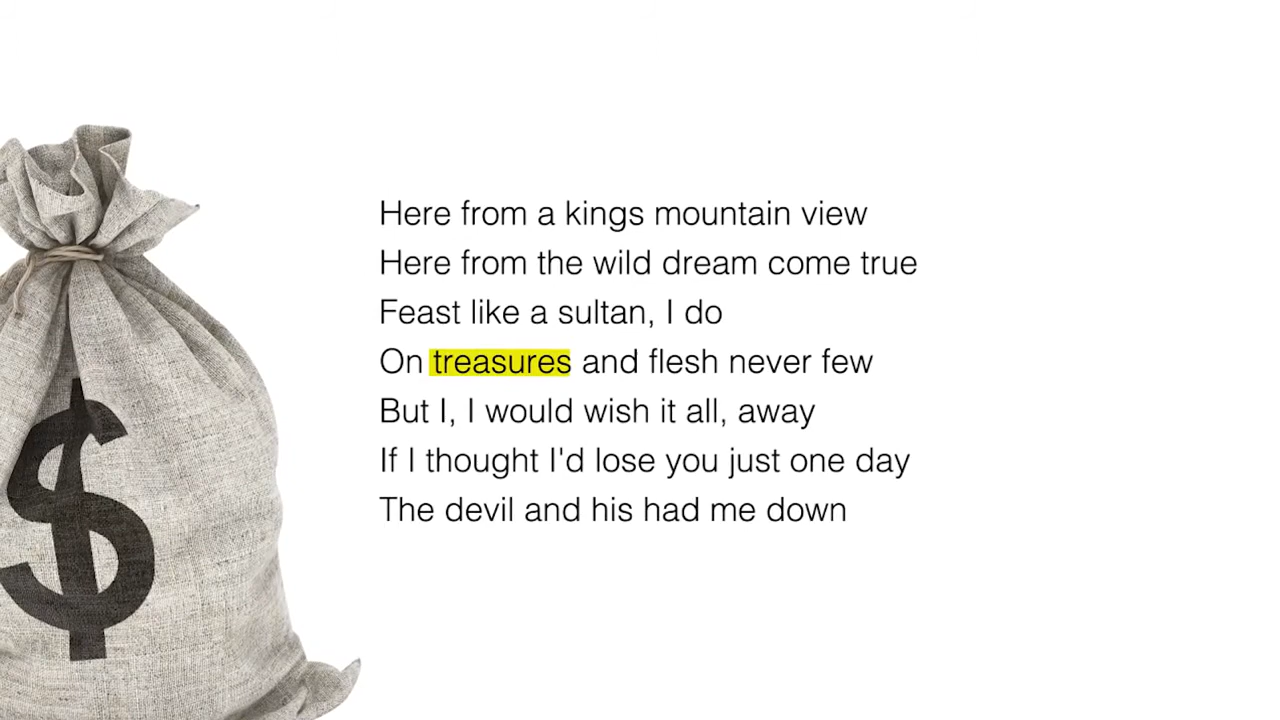 Here from a kings mountain view
Here from the wild dream come true
Feast like a sultan, I do
On treasures and flesh never few
But I, I would wish it all, away
If I thought I'd lose you just one day
The devil and his had me down
$